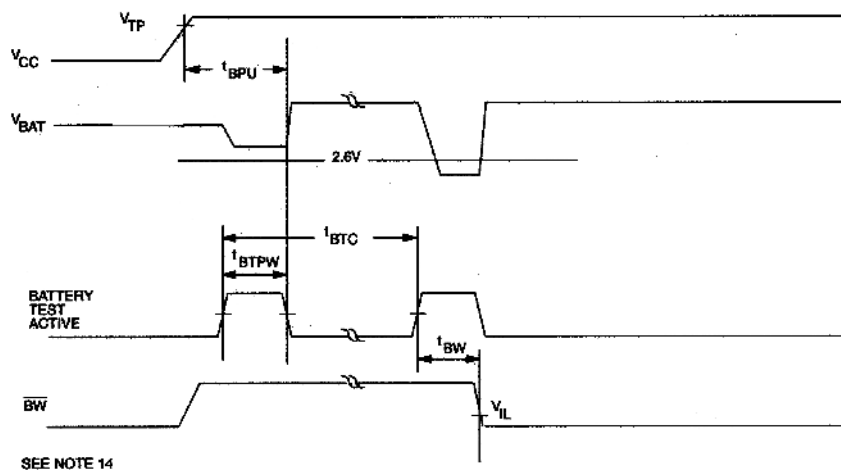 VTP
VCC
tBPU
VBAT
2.6V
tBTC
tBTPW
BATTERY
TEST
ACTIVE
tBW
BW
VIL
SEE NOTE 14